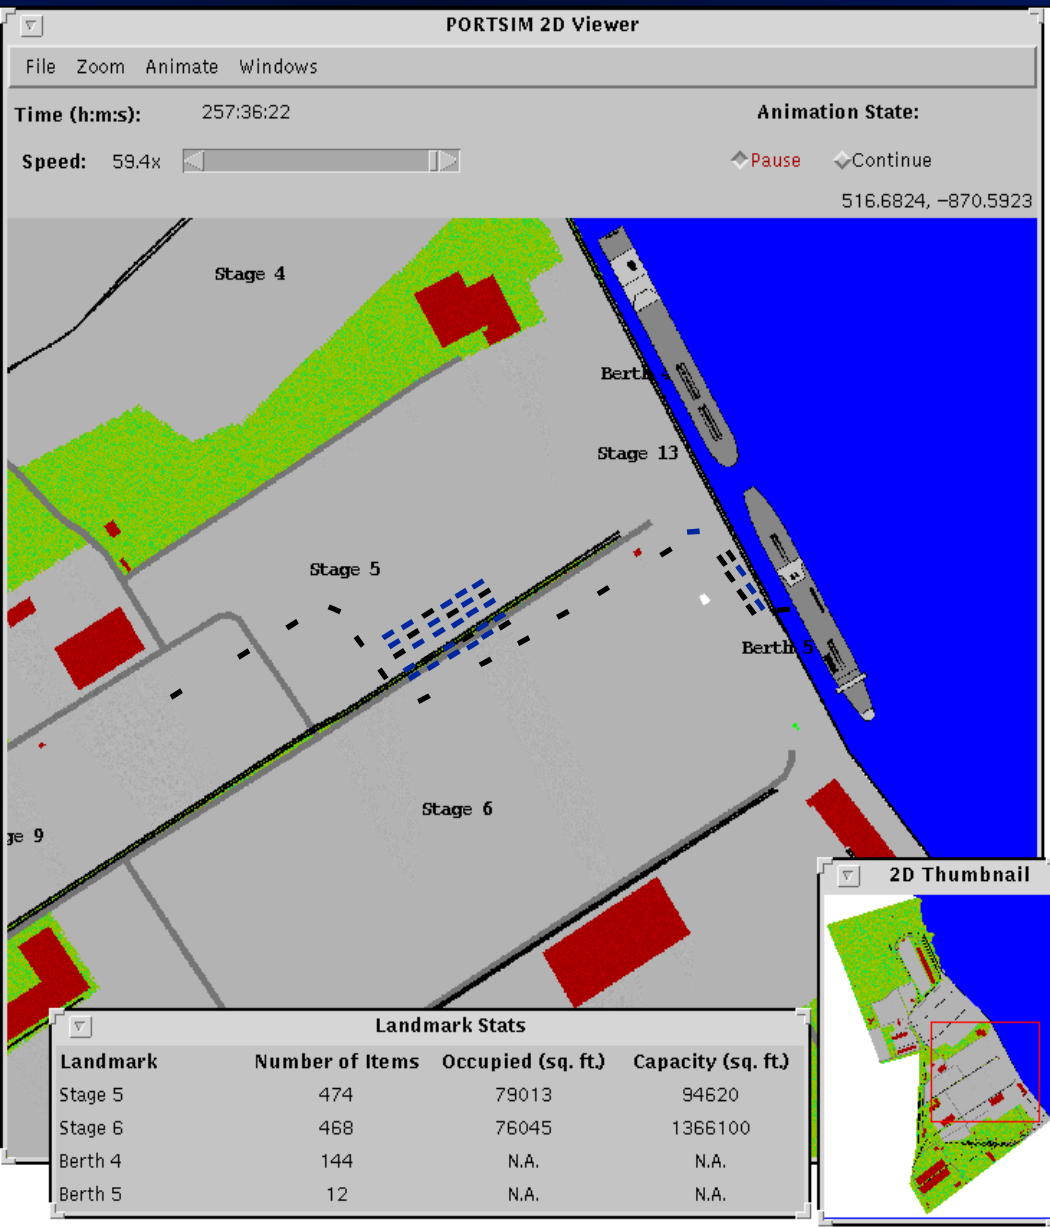 PORTSIM 2D Viewer
File Zoom Animate Windows
Time (h:m:s): 257:36:22 Animation State:
Speed: 59.4x Pause Continue
516.6824, -870.5923
Stage 4
Berth
Stage 13
Stage 5
Berth 5
Stage 6
ge 9
2D Thumbnail
Landmark Stats
Landmark Number of Items Occupied (sq. ft.) Capacity (sq. ft.)
Stage 5 474 79013 94620
Stage 6 468 76045 1366100
Berth 4 144 N.A. N.A.
Berth 5 12 N.A. N.A.